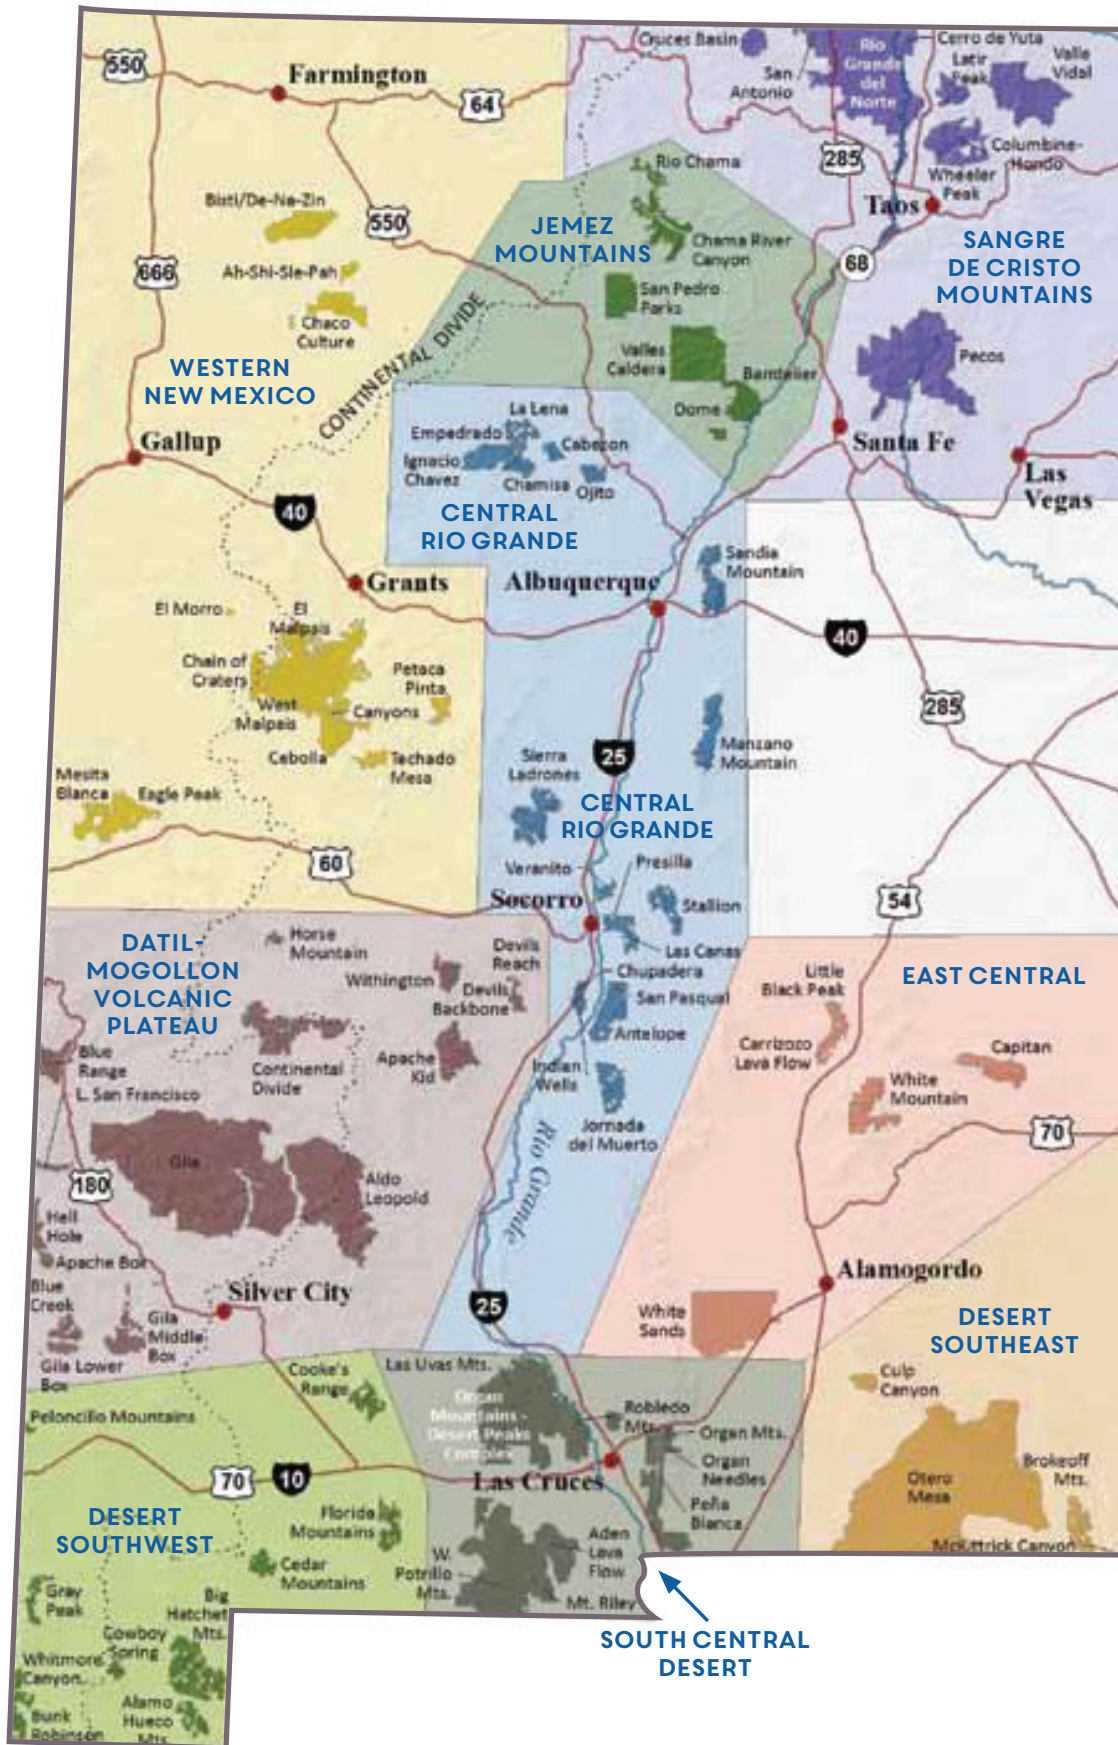 550
Farmington
64
Cruces Basin
San
Antonio
Rio
Grande
del
Norte
Cerro de Yuta
Latir
Peak
Valle
Vidal
Columbine-
Hondo
Wheeler
Peak
285
Taos
68
SANGRE
DE CRISTO
MOUNTAINS
Pecos
Rio Chama
JEMEZ
MOUNTAINS
Chama River
Canyon
San Pedro
Parks
Valles
Caldera
Bandelier
Dome
Bisti/De-Na-Zin
550
666
Ah-Shi-Sle-Pah
Chaco
Culture
CONTINENTAL DIVIDE
WESTERN
NEW MEXICO
Gallup
40
Santa Fe
Las
Vegas
La Lena
Empedrado
Cabezon
Ignacio
Chavez
Chamisa
Ojito
CENTRAL
RIO GRANDE
Grants
Albuquerque
Sandia
Mountain
40
El Morro
El
Malpais
Chain of
Craters
Petaca
Pinta
West
Malpais
Canyons
Cebolla
Techado
Mesa
285
25
Manzano
Mountain
Sierra
Ladrones
CENTRAL
RIO GRANDE
Mesita
Blanca
Eagle Peak
60
Veranito
Presilla
Socorro
Stallion
54
Las Canas
Chupadera
San Pasqual
Antelope
Indian
Wells
Jornada
del Muerto
Rio Grande
DATIL-
MOGOLLON
VOLCANIC
PLATEAU
Horse
Mountain
Withington
Devils
Reach
Devils
Backbone
Apache
Kid
Continental
Divide
Blue
Range
L. San Francisco
Gila
Aldo
Leopold
180
Hell
Hole
Apache Box
Blue
Creek
Gila
Middle
Box
Gila Lower
Box
Silver City
25
EAST CENTRAL
Little
Black Peak
Carrizozo
Lava Flow
Capitan
White
Mountain
70
Alamogordo
White
Sands
DESERT
SOUTHEAST
Culp
Canyon
Otero
Mesa
Brokeoff
Mts.
McKittrick Canyon
Las Uvas Mts.
Organ
Mountains -
Desert Peaks
Complex
Robledo
Mts.
Organ Mts.
Organ
Needles
Peña
Blanca
Las Cruces
Aden
Lava
Flow
W.
Potrillo
Mts.
Mt. Riley
SOUTH CENTRAL
DESERT
Cooke's
Range
Peloncillo Mountains
70
10
DESERT
SOUTHWEST
Florida
Mountains
Cedar
Mountains
Gray
Peak
Big
Hatchet
Mts.
Cowboy
Spring
Whitmore
Canyon
Alamo
Hueco
Mts.
Bunk
Robinson